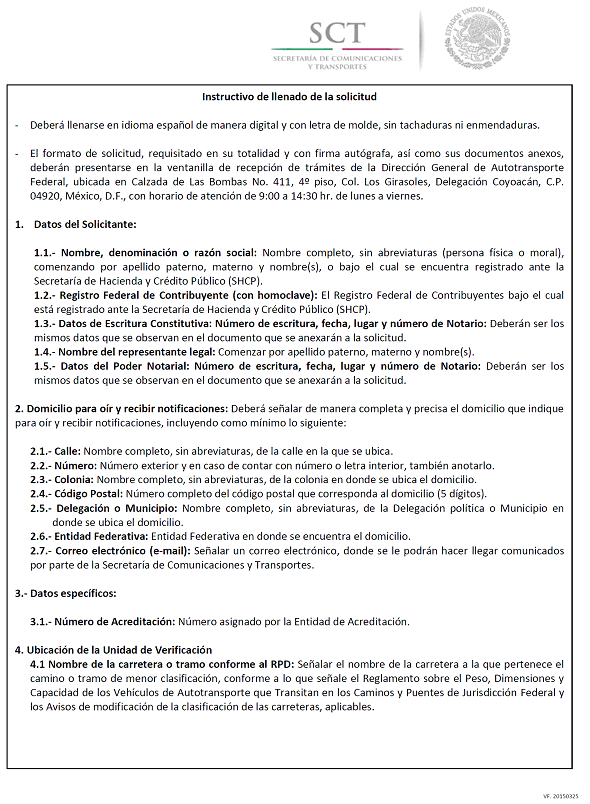 SCT
SECRETARÍA DE COMUNICACIONES
Y TRANSPORTES
ESTADOS UNIDOS MEXICANOS
Instructivo de llenado de la solicitud
- Deberá llenarse en idioma español de manera digital y con letra de molde, sin tachaduras ni enmendaduras.
- El formato de solicitud, requisitado en su totalidad y con firma autógrafa, así como sus documentos anexos,
deberán presentarse en la ventanilla de recepción de trámites de la Dirección General de Autotransporte
Federal, ubicada en Calzada de Las Bombas No. 411, 4º piso, Col. Los Girasoles, Delegación Coyoacán, C.P.
04920, México, D.F., con horario de atención de 9:00 a 14:30 hr. de lunes a viernes.
1. Datos del Solicitante:
1.1.- Nombre, denominación o razón social: Nombre completo, sin abreviaturas (persona física o moral),
comenzando por apellido paterno, materno y nombre(s), o bajo el cual se encuentra registrado ante la
Secretaría de Hacienda y Crédito Público (SHCP).
1.2.- Registro Federal de Contribuyente (con homoclave): El Registro Federal de Contribuyentes bajo el cual
está registrado ante la Secretaría de Hacienda y Crédito Público (SHCP).
1.3.- Datos de Escritura Constitutiva: Número de escritura, fecha, lugar y número de Notario: Deberán ser los
mismos datos que se observan en el documento que se anexarán a la solicitud.
1.4.- Nombre del representante legal: Comenzar por apellido paterno, materno y nombre(s).
1.5.- Datos del Poder Notarial: Número de escritura, fecha, lugar y número de Notario: Deberán ser los
mismos datos que se observan en el documento que se anexarán a la solicitud.
2. Domicilio para oír y recibir notificaciones: Deberá señalar de manera completa y precisa el domicilio que indique
para oír y recibir notificaciones, incluyendo como mínimo lo siguiente:
2.1.- Calle: Nombre completo, sin abreviaturas, de la calle en la que se ubica.
2.2.- Número: Número exterior y en caso de contar con número o letra interior, también anotarlo.
2.3.- Colonia: Nombre completo, sin abreviaturas, de la colonia en donde se ubica el domicilio.
2.4.- Código Postal: Número completo del código postal que corresponda al domicilio (5 dígitos).
2.5.- Delegación o Municipio: Nombre completo, sin abreviaturas, de la Delegación política o Municipio en
donde se ubica el domicilio.
2.6.- Entidad Federativa: Entidad Federativa en donde se encuentra el domicilio.
2.7.- Correo electrónico (e-mail): Señalar un correo electrónico, donde se le podrán hacer llegar comunicados
por parte de la Secretaría de Comunicaciones y Transportes.
3.- Datos específicos:
3.1.- Número de Acreditación: Número asignado por la Entidad de Acreditación.
4. Ubicación de la Unidad de Verificación
4.1 Nombre de la carretera o tramo conforme al RPD: Señalar el nombre de la carretera a la que pertenece el
camino o tramo de menor clasificación, conforme a lo que señale el Reglamento sobre el Peso, Dimensiones y
Capacidad de los Vehículos de Autotransporte que Transitan en los Caminos y Puentes de Jurisdicción Federal y
los Avisos de modificación de la clasificación de las carreteras, aplicables.
VF. 20150325